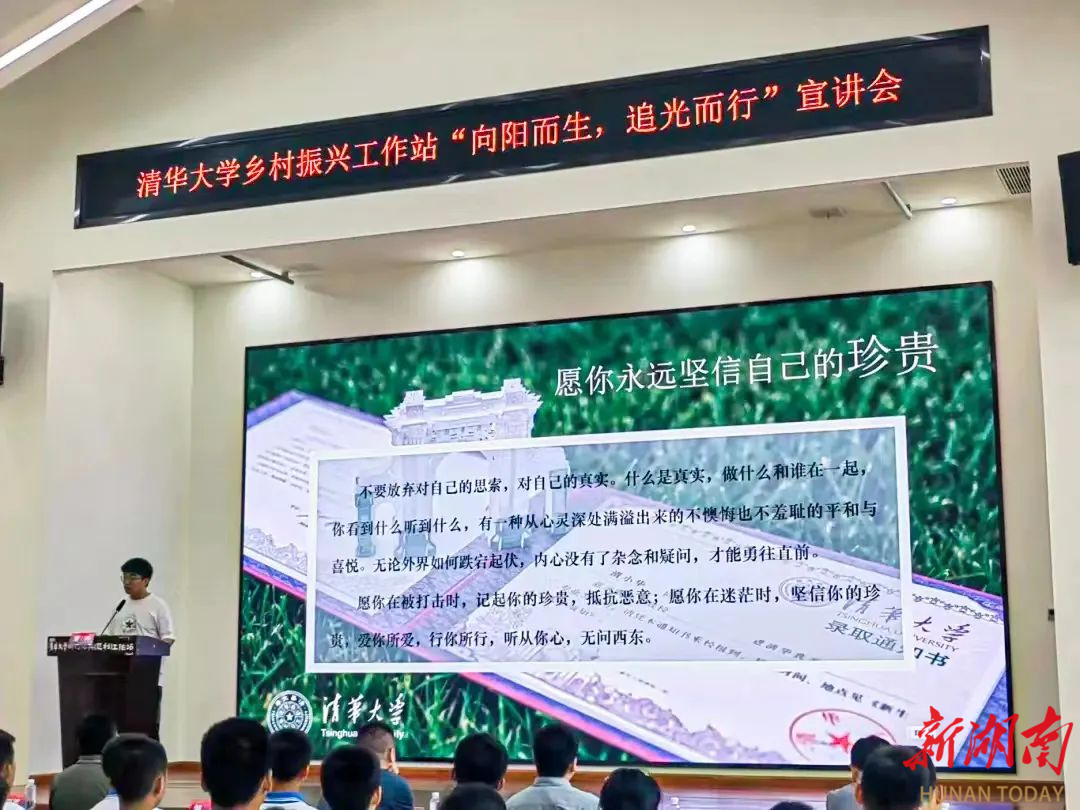 清华大学乡村振兴工作站“向阳而生，追光而行”宣讲会
愿你永远坚信自己的珍贵
不要放弃对自己的思索，对自己的真实。什么是真实，做什么和谁在一起，
你看到什么听到什么，有一种从心灵深处满溢出来的不懊悔也不羞耻的平和与
喜悦。无论外界如何跌宕起伏，内心没有了杂念和疑问，才能勇往直前。
愿你在被打击时，记起你的珍贵，抵抗恶意；愿你在迷茫时，坚信你的珍
贵，爱你所爱，行你所行，听从你心，无问西东。
清华大学
录取通
知书
清华大学
新湖南
HUNAN TODAY